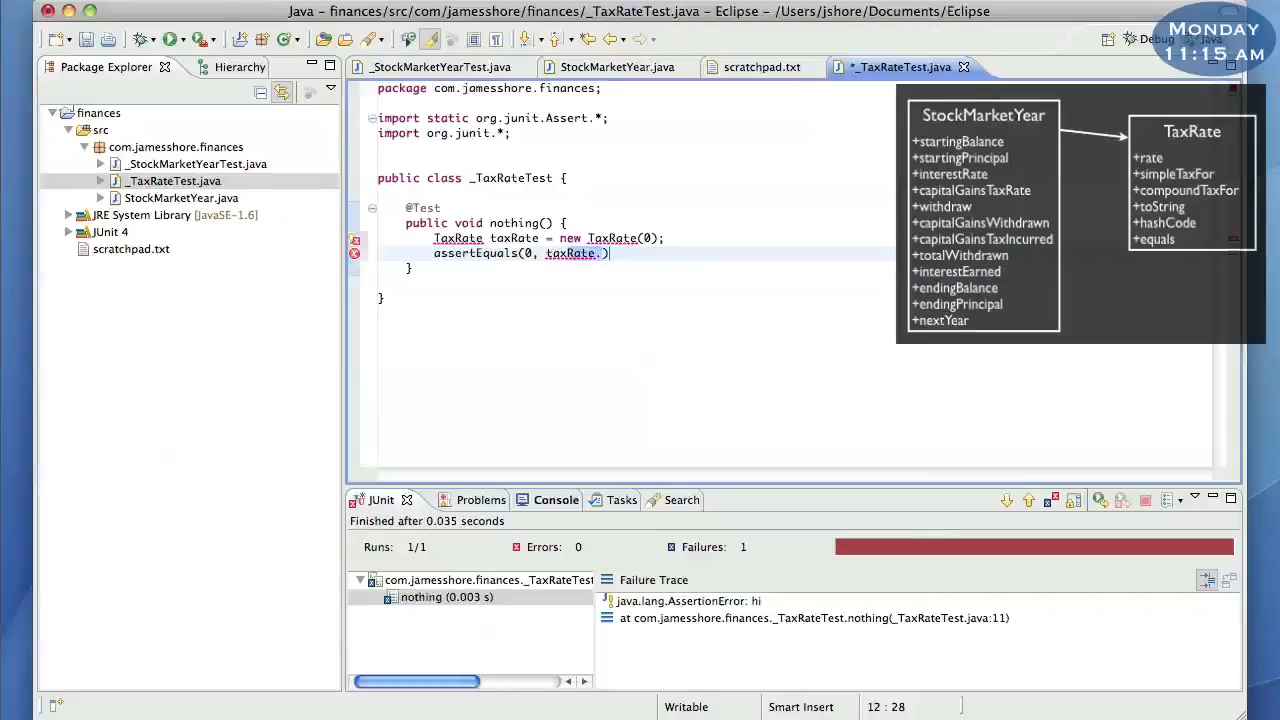 Java - finances/src/com/jamesshore/finances/_TaxRateTest.java - Eclipse - /Users/jshore/Documents/Eclipse
MONDAY
11:15 AM
Debug
Java
Package Explorer
Hierarchy
_StockMarketYearTest.java
StockMarketYear.java
scratchpad.txt
*_TaxRateTest.java
finances
src
com.jamesshore.finances
_StockMarketYearTest.java
_TaxRateTest.java
StockMarketYear.java
JRE System Library [JavaSE-1.6]
JUnit 4
scratchpad.txt
package com.jamesshore.finances;
import static org.junit.Assert.*;
import org.junit.*;
public class _TaxRateTest {
@Test
public void nothing() {
TaxRate taxRate = new TaxRate(0);
assertEquals(0, taxRate.)
}
}
StockMarketYear
+startingBalance
+startingPrincipal
+interestRate
+capitalGainsTaxRate
+withdraw
+capitalGainsWithdrawn
+capitalGainsTaxIncurred
+totalWithdrawn
+interestEarned
+endingBalance
+endingPrincipal
+nextYear
TaxRate
+rate
+simpleTaxFor
+compoundTaxFor
+toString
+hashCode
+equals
JUnit
Problems
Console
Tasks
Search
Finished after 0.035 seconds
Runs: 1/1
Errors: 0
Failures: 1
com.jamesshore.finances._TaxRateTest
nothing (0.003 s)
Failure Trace
java.lang.AssertionError: hi
at com.jamesshore.finances._TaxRateTest.nothing(_TaxRateTest.java:11)
Writable
Smart Insert
12 : 28